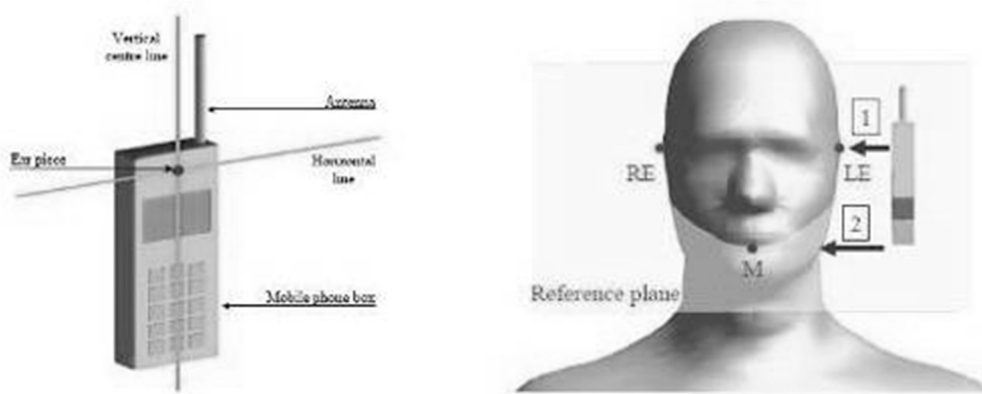 Vertical
centre line
Antenna
Ear piece
Horizontal
line
Mobile phone box
1
RE
LE
2
M
Reference plane